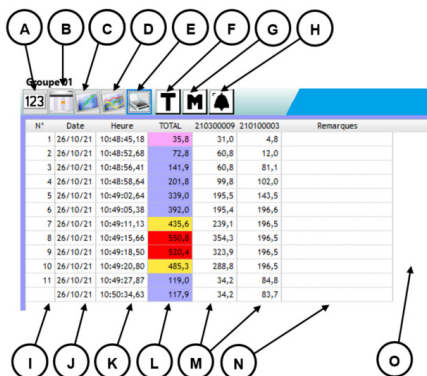 A B C D E F G H
Groupe 01
123 T M
N° Date Heure TOTAL 210300009 210100003 Remarques
1 26/10/21 10:48:45,18 35,8 31,0 4,8
2 26/10/21 10:48:52,68 72,8 60,8 12,0
3 26/10/21 10:48:56,41 141,9 60,8 81,1
4 26/10/21 10:48:58,64 201,8 99,8 102,0
5 26/10/21 10:49:02,64 339,0 195,5 143,5
6 26/10/21 10:49:05,38 392,0 195,4 196,6
7 26/10/21 10:49:11,13 435,6 239,1 196,5
8 26/10/21 10:49:15,66 550,8 354,3 196,5
9 26/10/21 10:49:18,50 520,4 323,9 196,5
10 26/10/21 10:49:20,80 485,3 288,8 196,5
11 26/10/21 10:49:27,87 119,0 34,2 84,8
26/10/21 10:50:34,63 117,9 34,2 83,7
I J K L M N O